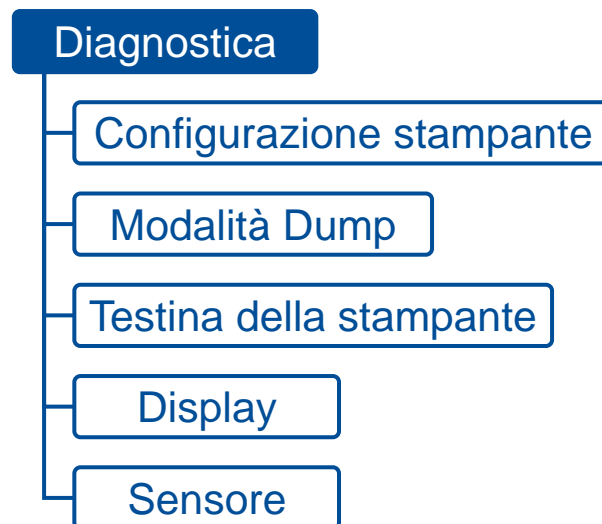 Diagnostica
Configurazione stampante
Modalità Dump
Testina della stampante
Display
Sensore